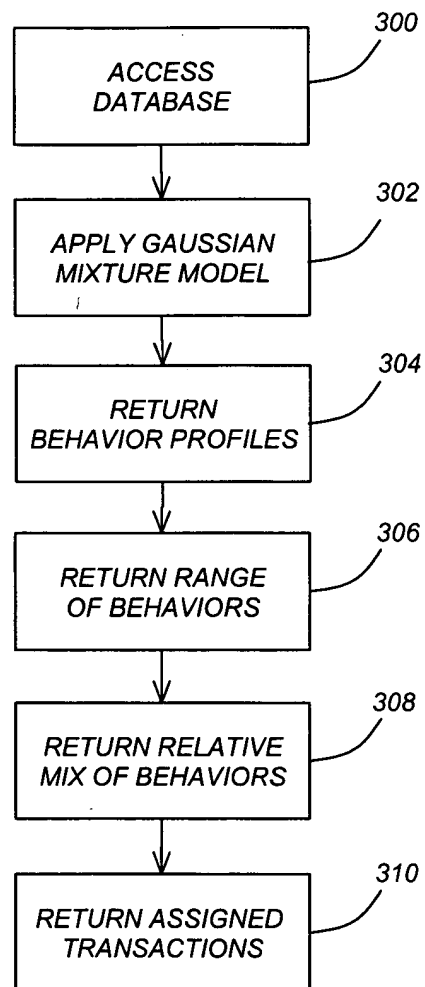 300
ACCESS
DATABASE
302
APPLY GAUSSIAN
MIXTURE MODEL
304
RETURN
BEHAVIOR PROFILES
306
RETURN RANGE
OF BEHAVIORS
308
RETURN RELATIVE
MIX OF BEHAVIORS
310
RETURN ASSIGNED
TRANSACTIONS